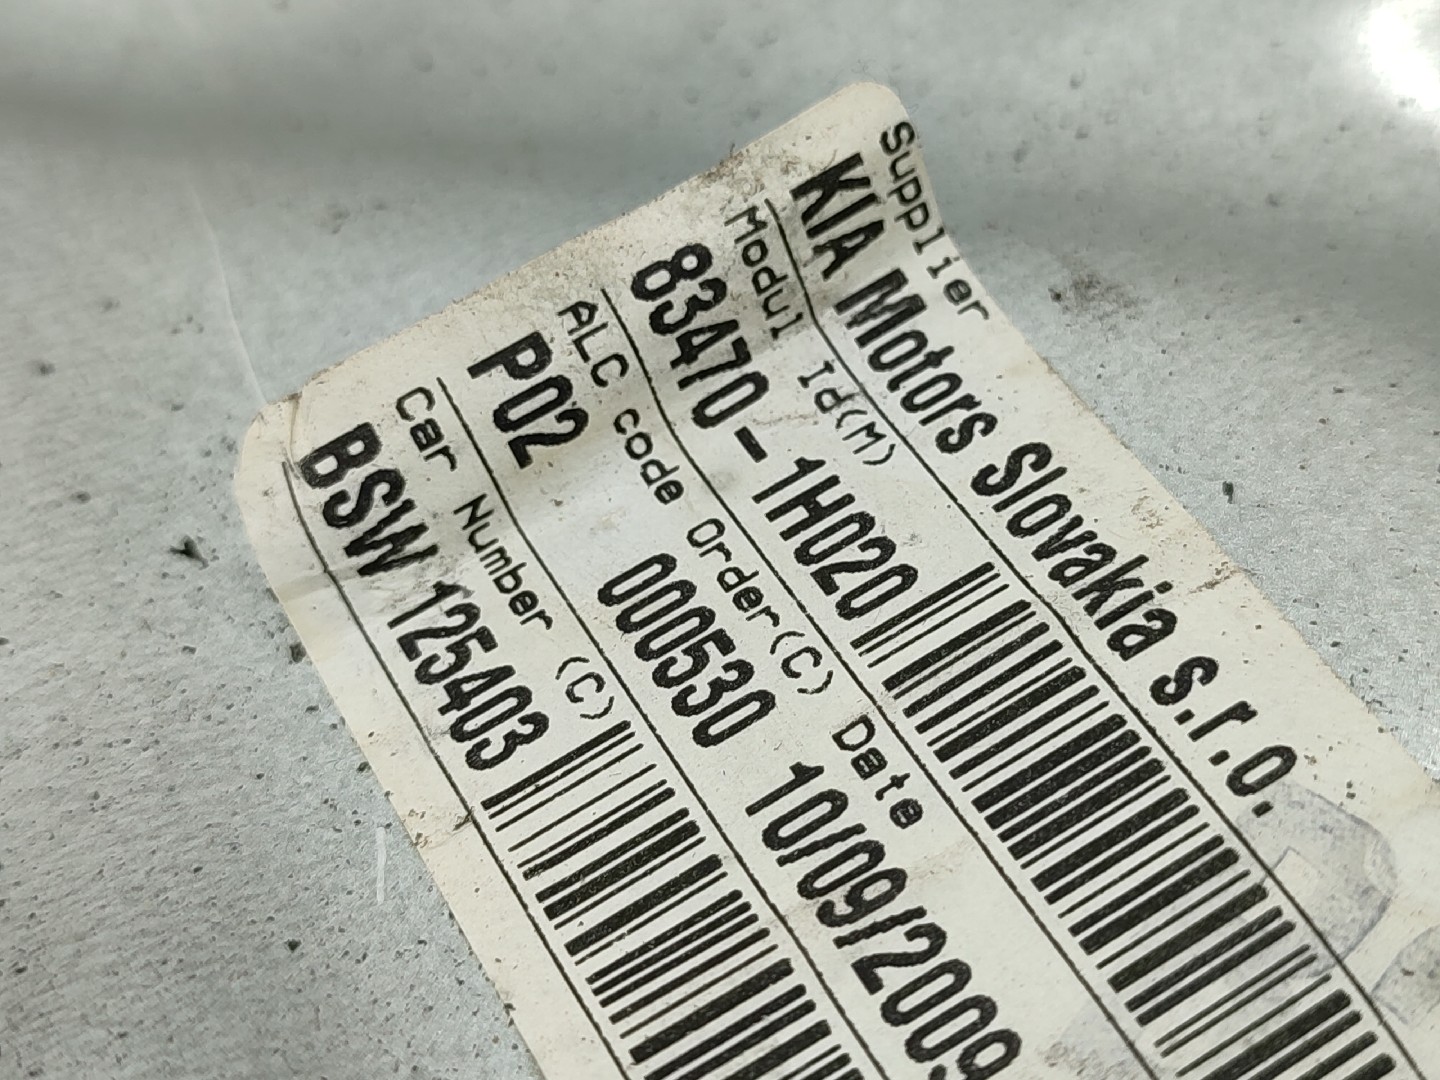 Supplier
KIA Motors Slovakia s.r.o.
Modul Id(M)
83470-1H020
ALC code Order(C) Date
P02 000530 10/09/2009
Car Number (C)
BSW 125403